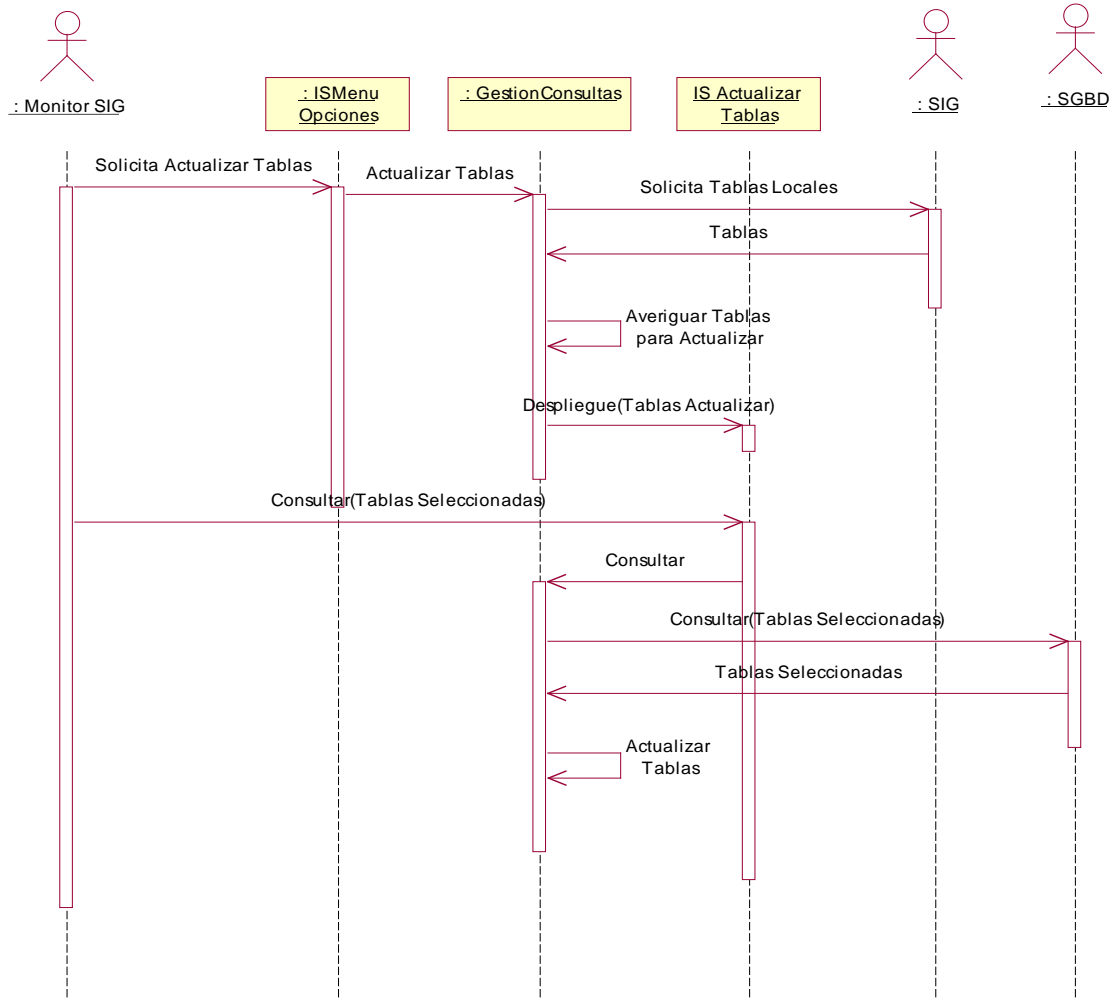 : Monitor SIG
: ISMenu
Opciones
: GestionConsultas
IS Actualizar
Tablas
: SIG
: SGBD
Solicita Actualizar Tablas
Actualizar Tablas
Solicita Tablas Locales
Tablas
Averiguar Tablas
para Actualizar
Despliegue(Tablas Actualizar)
Consultar(Tablas Seleccionadas)
Consultar
Consultar(Tablas Seleccionadas)
Tablas Seleccionadas
Actualizar
Tablas